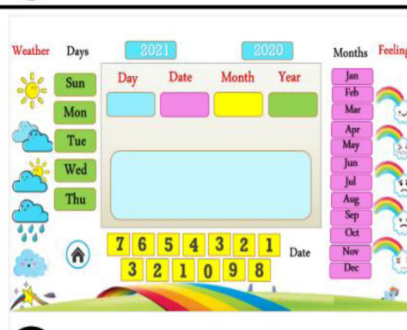 Weather Days 2021 2020 Months Feeling
Day Date Month Year
Sun
Mon
Tue
Wed
Thu
Jan
Feb
Mar
Apr
May
Jun
Jul
Aug
Sep
Oct
Nov
Dec
7 6 5 4 3 2 1
3 2 1 0 9 8
Date